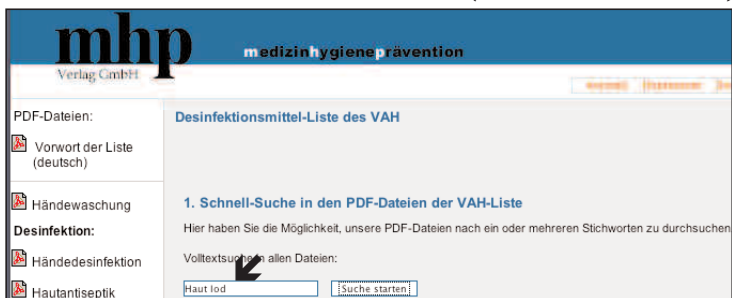 mhp
Verlag GmbH
medizinhygieneprävention
PDF-Dateien:
Vorwort der Liste
(deutsch)
Händewaschung
Desinfektion:
Händedesinfektion
Hautantiseptik
Desinfektionsmittel-Liste des VAH
1. Schnell-Suche in den PDF-Dateien der VAH-Liste
Hier haben Sie die Möglichkeit, unsere PDF-Dateien nach ein oder mehreren Stichworten zu durchsuchen
Volltextsuche in allen Dateien:
Haut Iod
Suche starten